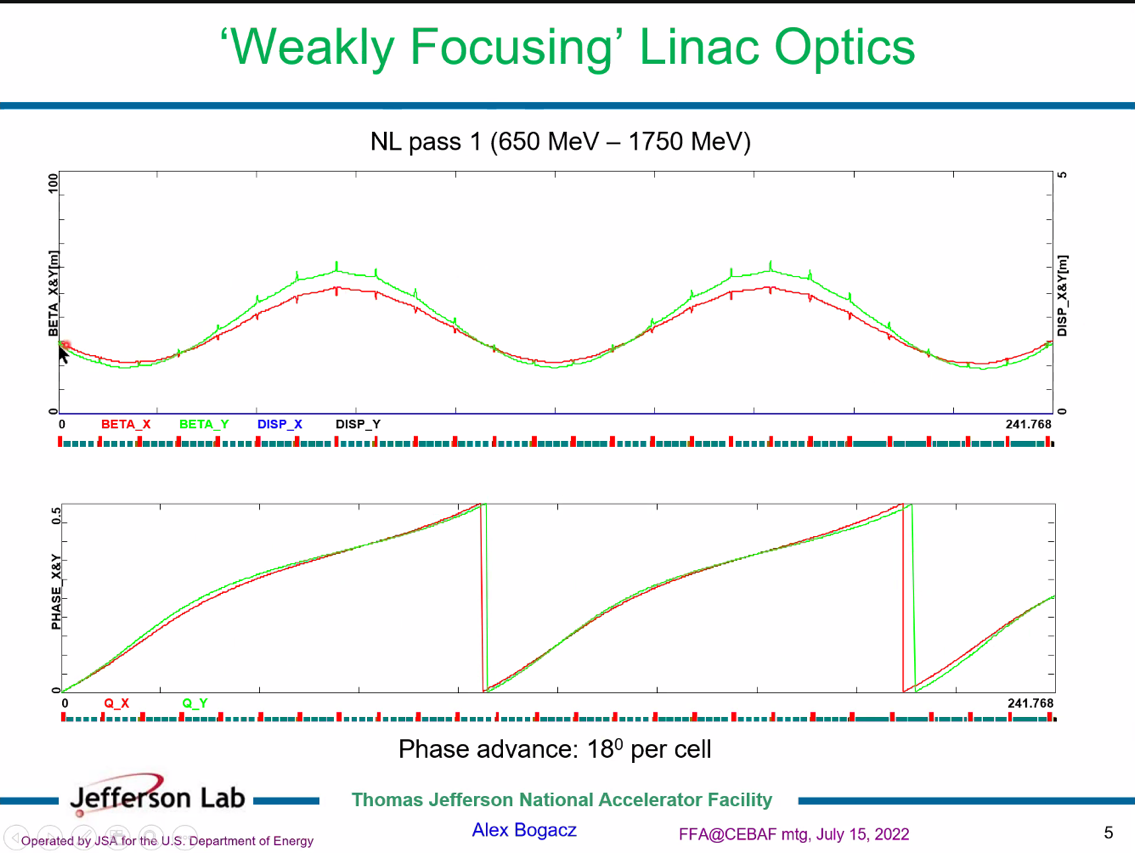 ‘Weakly Focusing’ Linac Optics
NL pass 1 (650 MeV – 1750 MeV)
100
5
BETA_X&Y[m]
DISP_X&Y[m]
0
0
0 BETA_X BETA_Y DISP_X DISP_Y 241.768
0.5
PHASE_X&Y
0
0 Q_X Q_Y 241.768
Phase advance: 18⁰ per cell
Jefferson Lab
Thomas Jefferson National Accelerator Facility
Operated by JSA for the U.S. Department of Energy
Alex Bogacz
FFA@CEBAF mtg, July 15, 2022
5